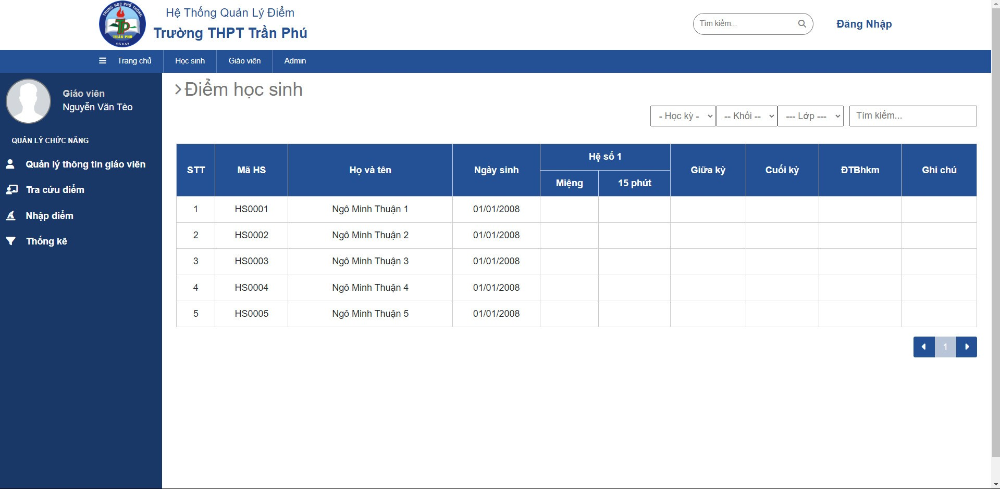 TRUNG HỌC PHỔ THÔNG
TP
TRẦN PHÚ
Hệ Thống Quản Lý Điểm
Trường THPT Trần Phú
Tìm kiếm...
Đăng Nhập
Trang chủ
Học sinh
Giáo viên
Admin
Giáo viên
Nguyễn Văn Tèo
QUẢN LÝ CHỨC NĂNG
Quản lý thông tin giáo viên
Tra cứu điểm
Nhập điểm
Thống kê
Điểm học sinh
- Học kỳ - -- Khối -- --- Lớp --- Tìm kiếm...
STT Mã HS Họ và tên Ngày sinh Hệ số 1 Giữa kỳ Cuối kỳ ĐTBhkm Ghi chú
Miệng 15 phút
1 HS0001 Ngô Minh Thuận 1 01/01/2008
2 HS0002 Ngô Minh Thuận 2 01/01/2008
3 HS0003 Ngô Minh Thuận 3 01/01/2008
4 HS0004 Ngô Minh Thuận 4 01/01/2008
5 HS0005 Ngô Minh Thuận 5 01/01/2008
1